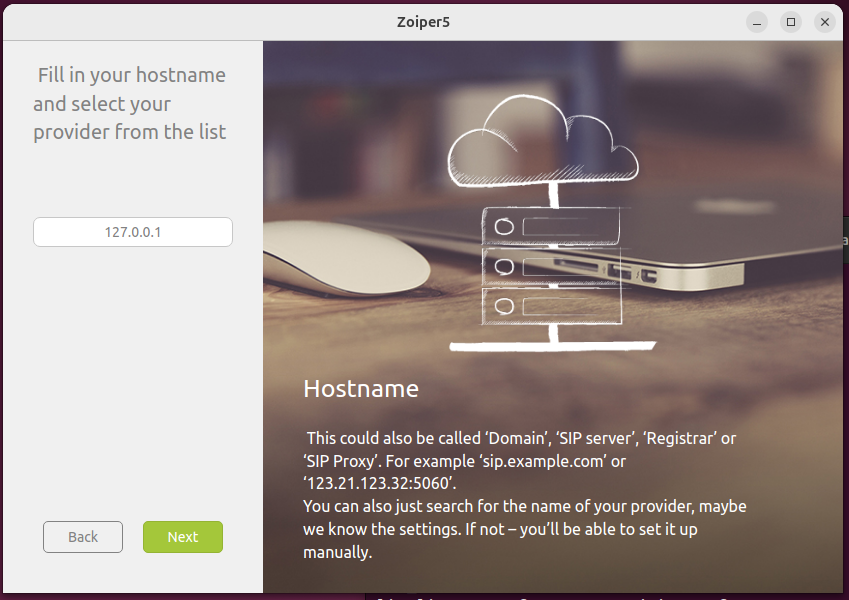 Zoiper5
Fill in your hostname
and select your
provider from the list
127.0.0.1
Back
Next
Hostname
This could also be called ‘Domain’, ‘SIP server’, ‘Registrar’ or
‘SIP Proxy’. For example ‘sip.example.com’ or
‘123.21.123.32:5060’.
You can also just search for the name of your provider, maybe
we know the settings. If not – you’ll be able to set it up
manually.